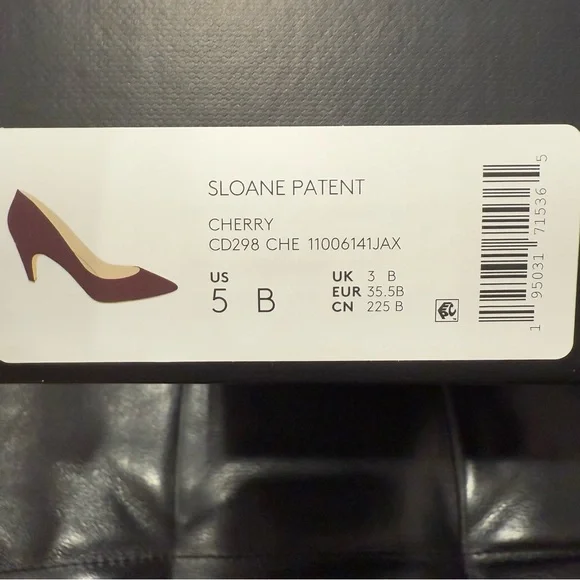 SLOANE PATENT
CHERRY
CD298 CHE 11006141JAX
US
5 B
UK 3 B
EUR 35.5B
CN 225 B
1 95031 71536 5